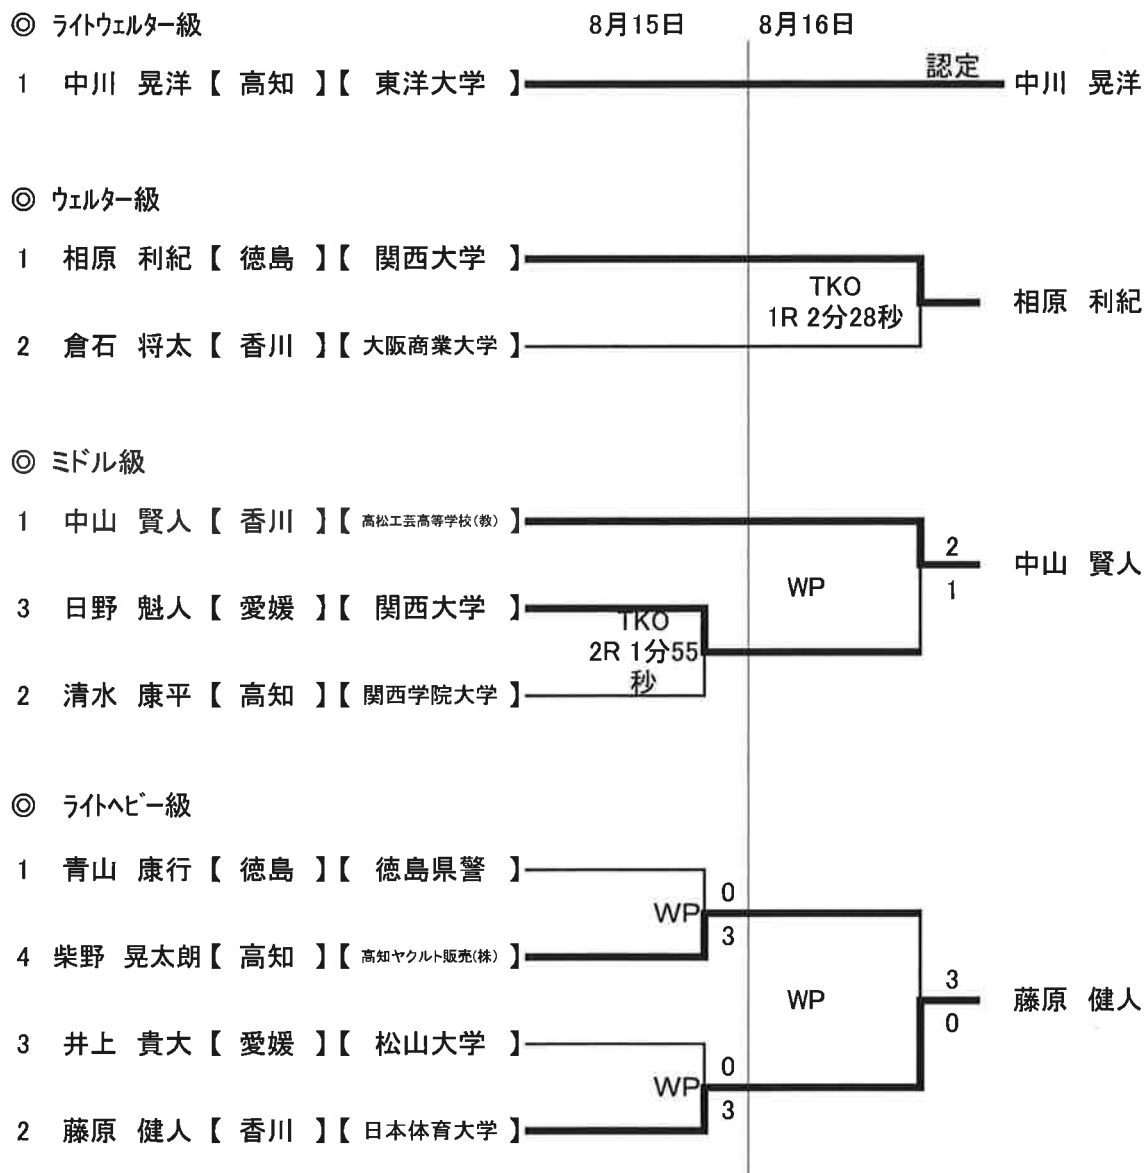 ◎ ライトウェルター級 8月15日 8月16日
認定
1 中川 晃洋 【 高知 】【 東洋大学 】 中川 晃洋
◎ ウェルター級
1 相原 利紀 【 徳島 】【 関西大学 】
TKO
1R 2分28秒
相原 利紀
2 倉石 将太 【 香川 】【 大阪商業大学 】
◎ ミドル級
1 中山 賢人 【 香川 】【 高松工芸高等学校(教) 】
2
WP
1
中山 賢人
3 日野 魁人 【 愛媛 】【 関西大学 】
TKO
2R 1分55
秒
2 清水 康平 【 高知 】【 関西学院大学 】
◎ ライトヘビー級
1 青山 康行 【 徳島 】【 徳島県警 】
0
WP
3
4 柴野 晃太朗 【 高知 】【 高知ヤクルト販売(株) 】
3
WP
0
藤原 健人
3 井上 貴大 【 愛媛 】【 松山大学 】
0
WP
3
2 藤原 健人 【 香川 】【 日本体育大学 】